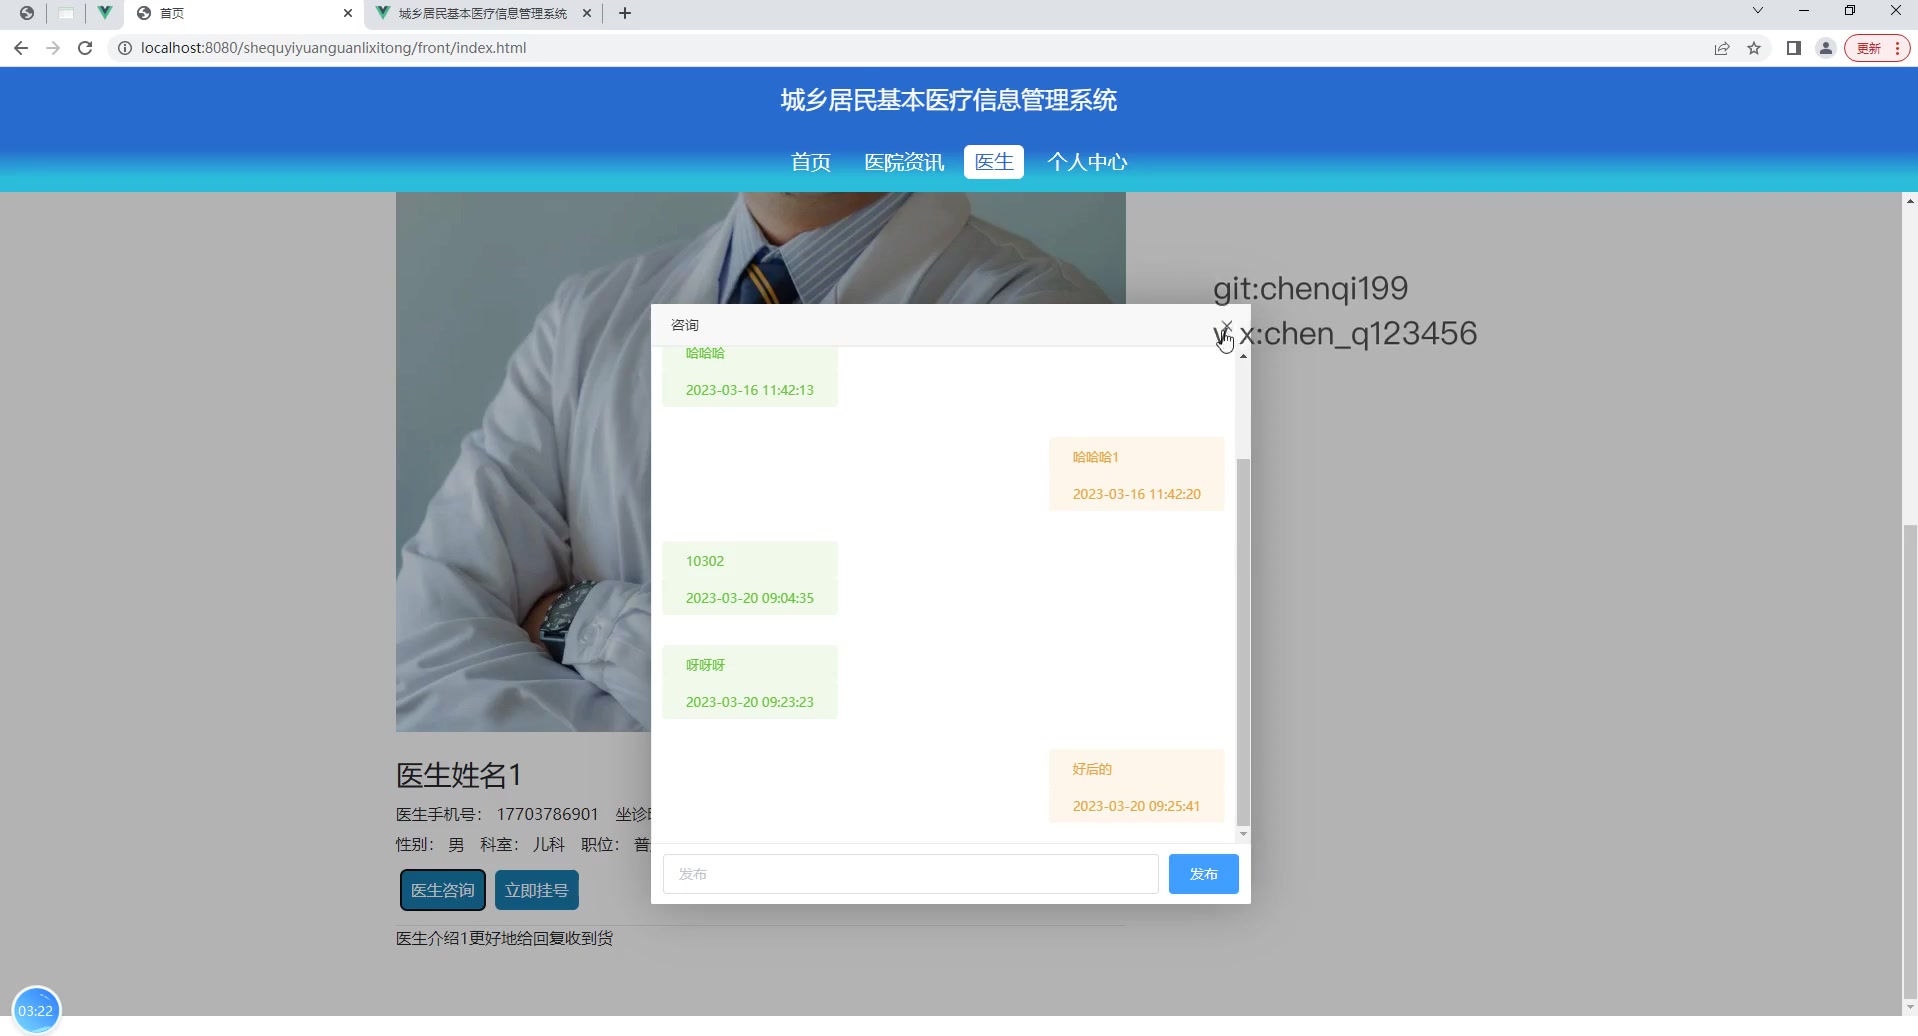 首页
城乡居民基本医疗信息管理系统
localhost:8080/shequyiyuanguanlixitong/front/index.html
更新
城乡居民基本医疗信息管理系统
首页 医院资讯 医生 个人中心
git:chenqi199
x:chen_q123456
咨询
哈哈哈
2023-03-16 11:42:13
哈哈哈1
2023-03-16 11:42:20
10302
2023-03-20 09:04:35
呀呀呀
2023-03-20 09:23:23
好后的
2023-03-20 09:25:41
发布 发布
医生姓名1
医生手机号： 17703786901 坐诊
性别： 男 科室： 儿科 职位： 普
医生咨询 立即挂号
医生介绍1更好地给回复收到货
03:22